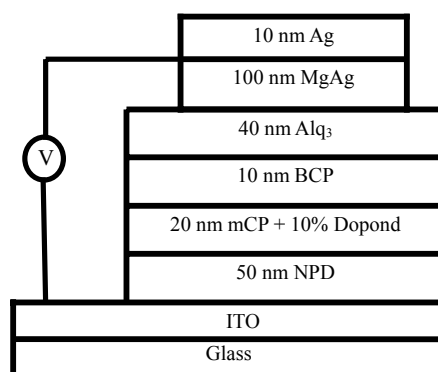 10 nm Ag
100 nm MgAg
40 nm Alq₃
V
10 nm BCP
20 nm mCP + 10% Dopond
50 nm NPD
ITO
Glass